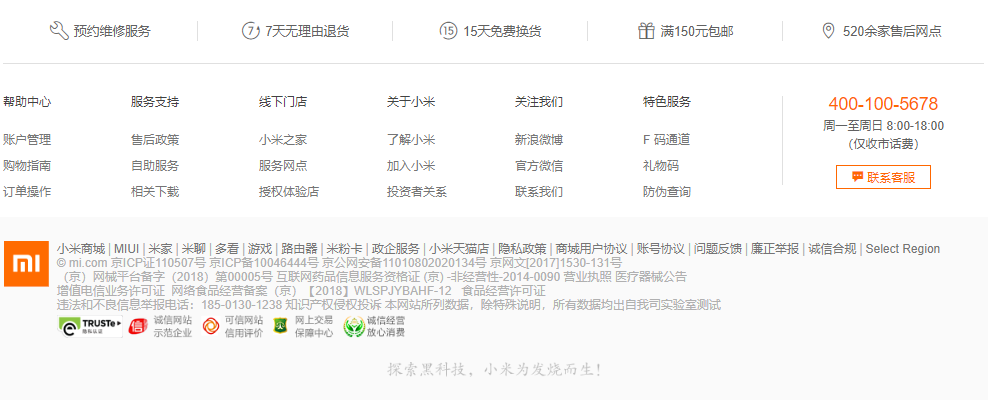 预约维修服务 7 7天无理由退货 15 15天免费换货 满150元包邮 520余家售后网点
帮助中心 服务支持 线下门店 关于小米 关注我们 特色服务 400-100-5678
周一至周日 8:00-18:00
账户管理 售后政策 小米之家 了解小米 新浪微博 F 码通道 (仅收市话费)
购物指南 自助服务 服务网点 加入小米 官方微信 礼物码 联系客服
订单操作 相关下载 授权体验店 投资者关系 联系我们 防伪查询
小米商城 | MIUI | 米家 | 米聊 | 多看 | 游戏 | 路由器 | 米粉卡 | 政企服务 | 小米天猫店 | 隐私政策 | 商城用户协议 | 账号协议 | 问题反馈 | 廉正举报 | 诚信合规 | Select Region
mi © mi.com 京ICP证110507号 京ICP备10046444号 京公网安备11010802020134号 京网文[2017]1530-131号
(京)网械平台备字(2018)第00005号 互联网药品信息服务资格证 (京) -非经营性-2014-0090 营业执照 医疗器械公告
增值电信业务许可证 网络食品经营备案(京)【2018】WLSPJYBAHF-12 食品经营许可证
违法和不良信息举报电话:185-0130-1238 知识产权侵权投诉 本网站所列数据,除特殊说明,所有数据均出自我司实验室测试
TRUSTe 诚信网站 可信网站 网上交易 诚信经营
示范企业 信用评价 保障中心 放心消费
探索黑科技,小米为发烧而生!